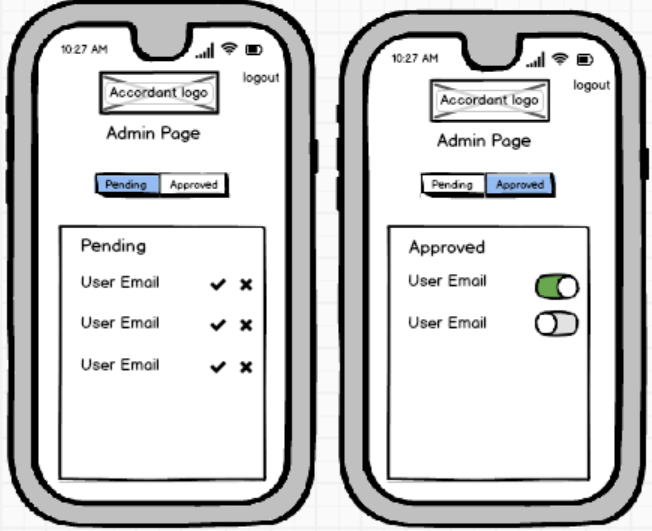 10:27 AM
logout
Accordant logo
Admin Page
Pending Approved
Pending
User Email
User Email
User Email
10:27 AM
logout
Accordant logo
Admin Page
Pending Approved
Approved
User Email
User Email